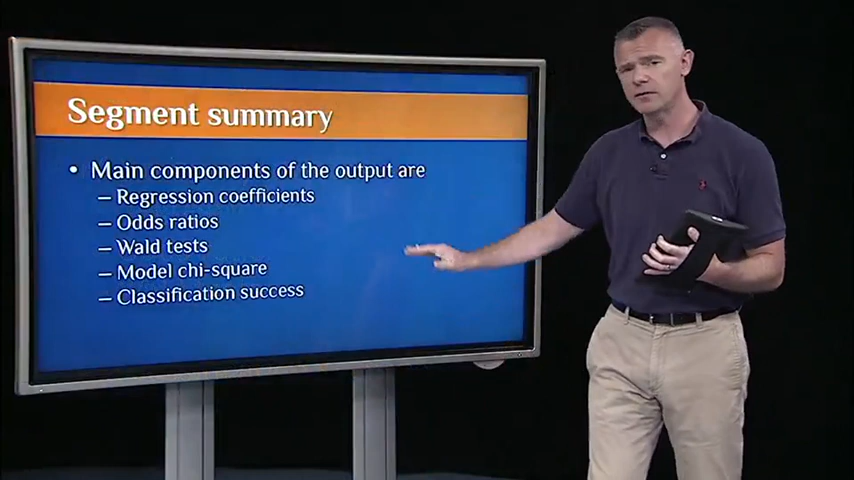 Segment summary
• Main components of the output are
– Regression coefficients
– Odds ratios
– Wald tests
– Model chi-square
– Classification success